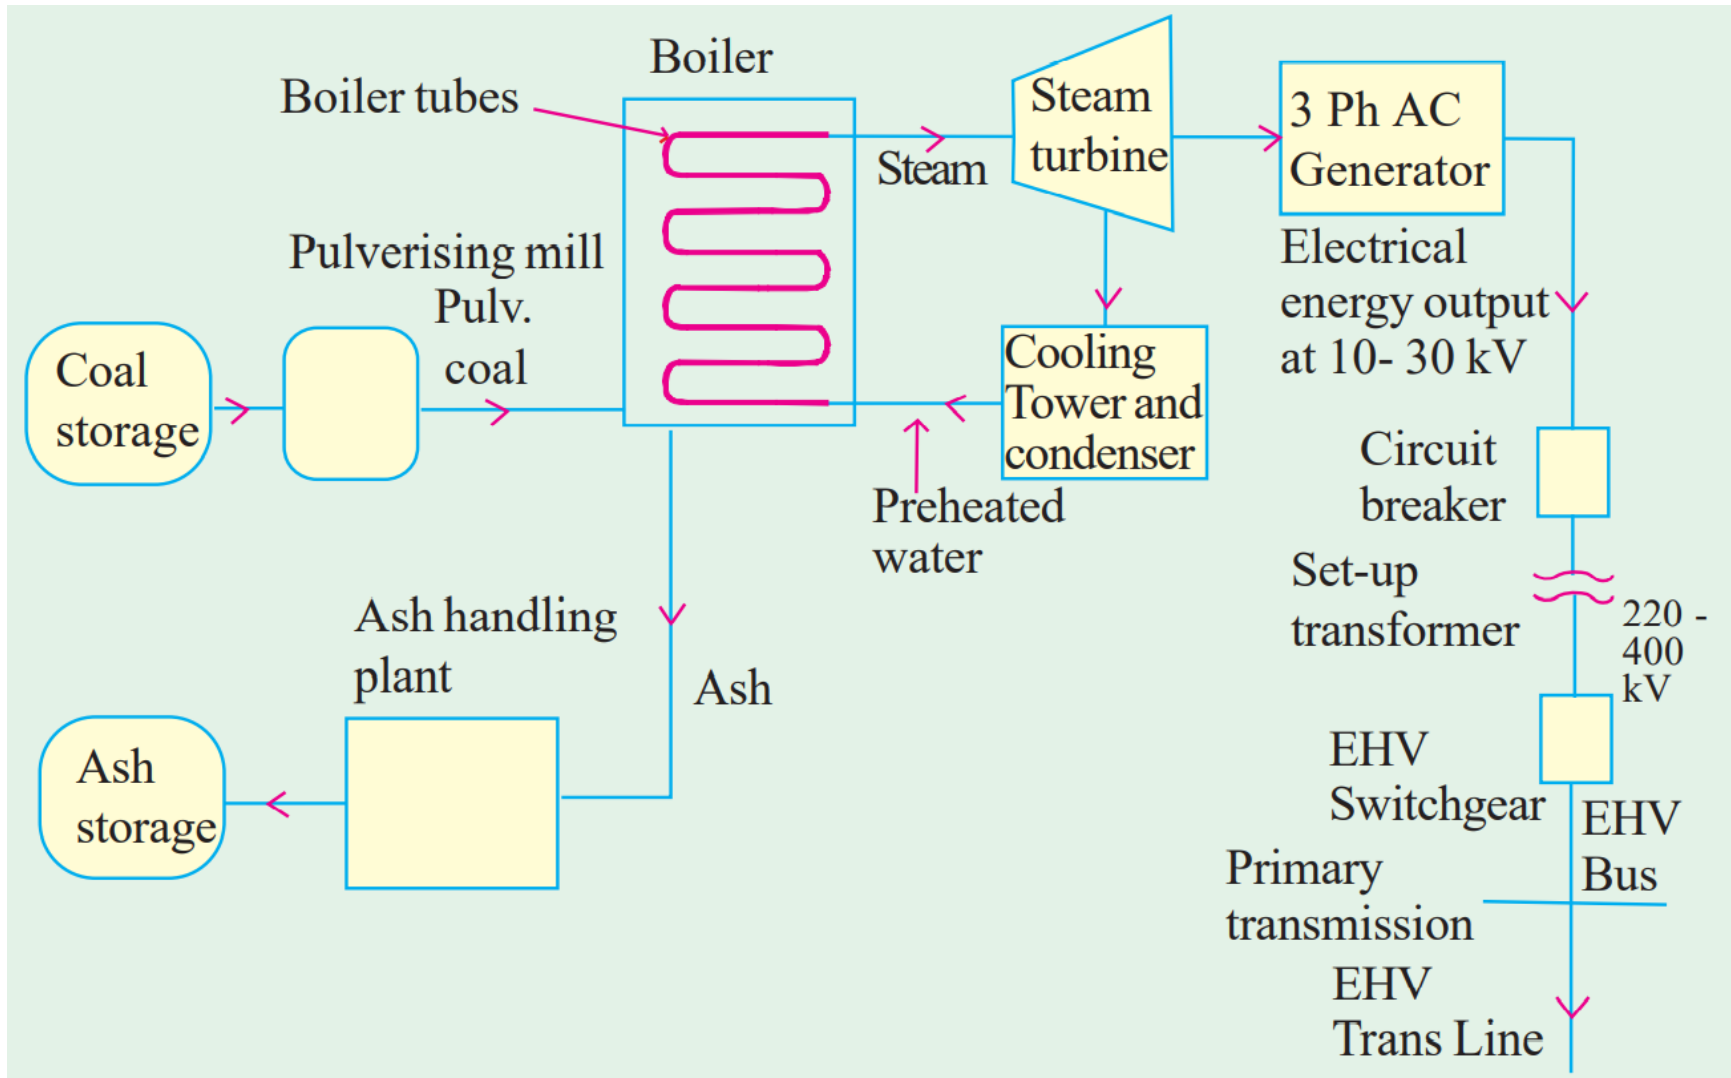 Boiler
Boiler tubes
Steam
turbine
3 Ph AC
Generator
Steam
Pulverising mill
Pulv.
coal
Electrical
energy output
at 10- 30 kV
Coal
storage
Cooling
Tower and
condenser
Circuit
breaker
Preheated
water
Set-up
transformer
220 -
400
kV
Ash handling
plant
Ash
Ash
storage
EHV
Switchgear
EHV
Bus
Primary
transmission
EHV
Trans Line